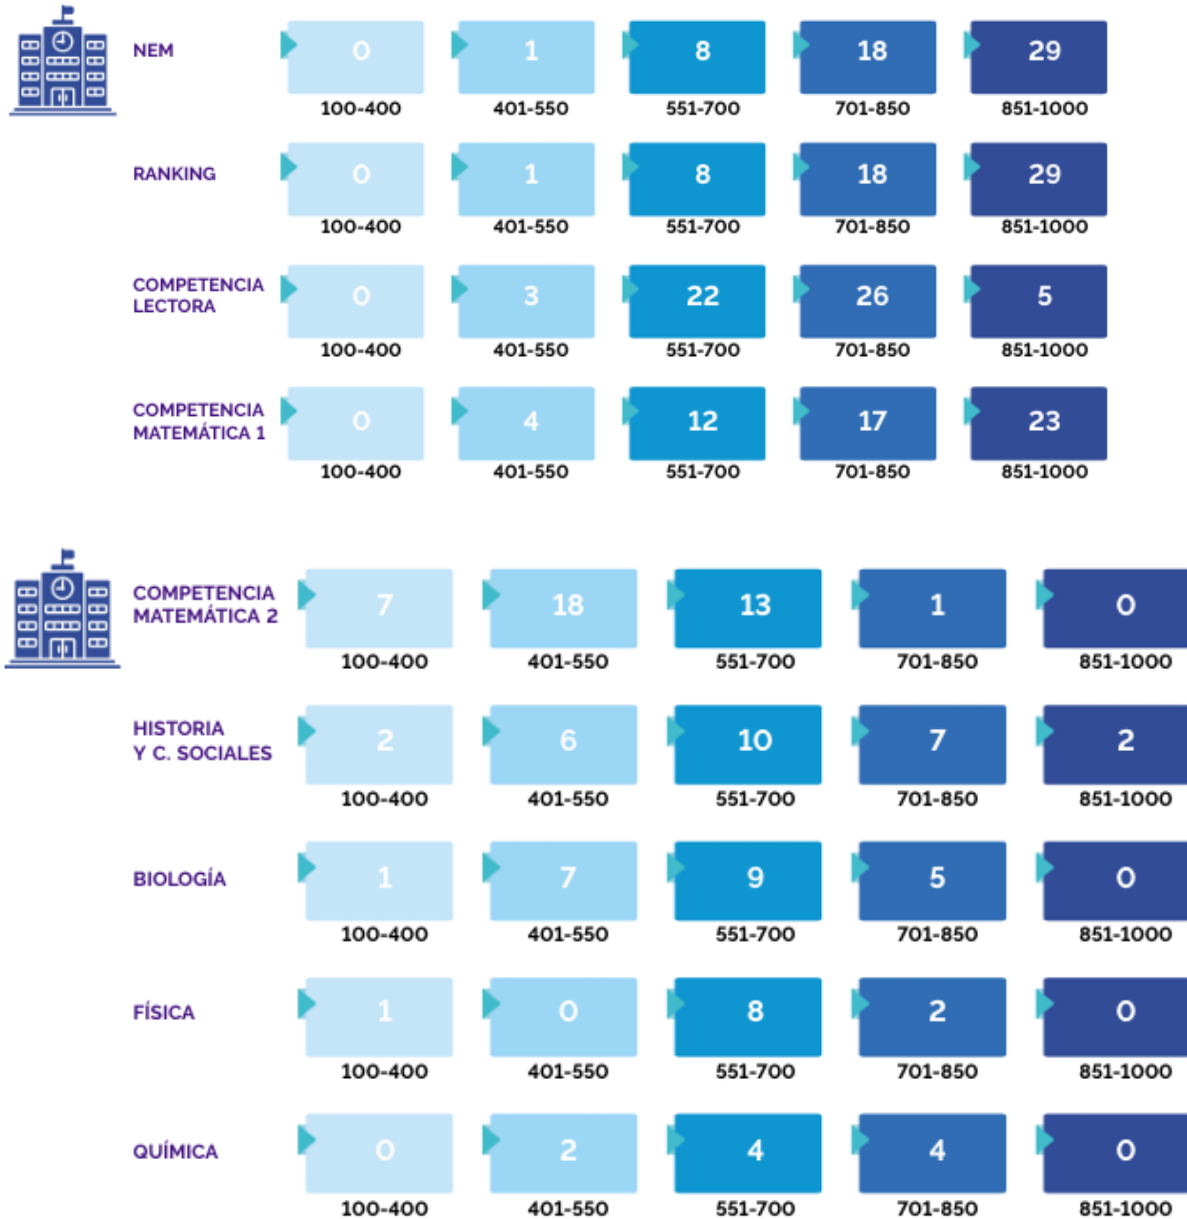 NEM 0 1 8 18 29
100-400 401-550 551-700 701-850 851-1000
RANKING 0 1 8 18 29
100-400 401-550 551-700 701-850 851-1000
COMPETENCIA
LECTORA 0 3 22 26 5
100-400 401-550 551-700 701-850 851-1000
COMPETENCIA
MATEMÁTICA 1 0 4 12 17 23
100-400 401-550 551-700 701-850 851-1000
COMPETENCIA
MATEMÁTICA 2 7 18 13 1 0
100-400 401-550 551-700 701-850 851-1000
HISTORIA
Y C. SOCIALES 2 6 10 7 2
100-400 401-550 551-700 701-850 851-1000
BIOLOGÍA 1 7 9 5 0
100-400 401-550 551-700 701-850 851-1000
FÍSICA 1 0 8 2 0
100-400 401-550 551-700 701-850 851-1000
QUÍMICA 0 2 4 4 0
100-400 401-550 551-700 701-850 851-1000